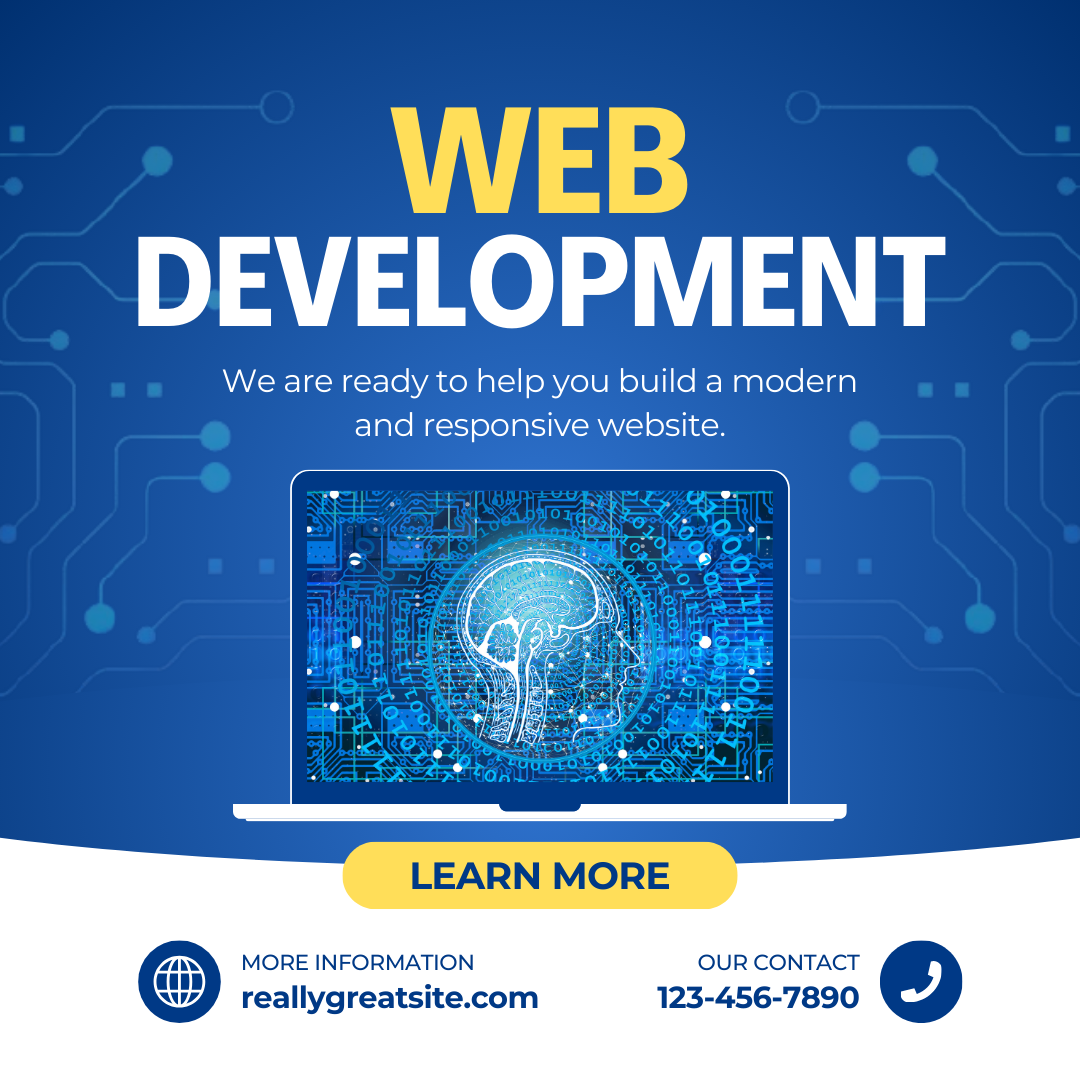 WEB
DEVELOPMENT
We are ready to help you build a modern
and responsive website.
LEARN MORE
MORE INFORMATION
reallygreatsite.com
OUR CONTACT
123-456-7890